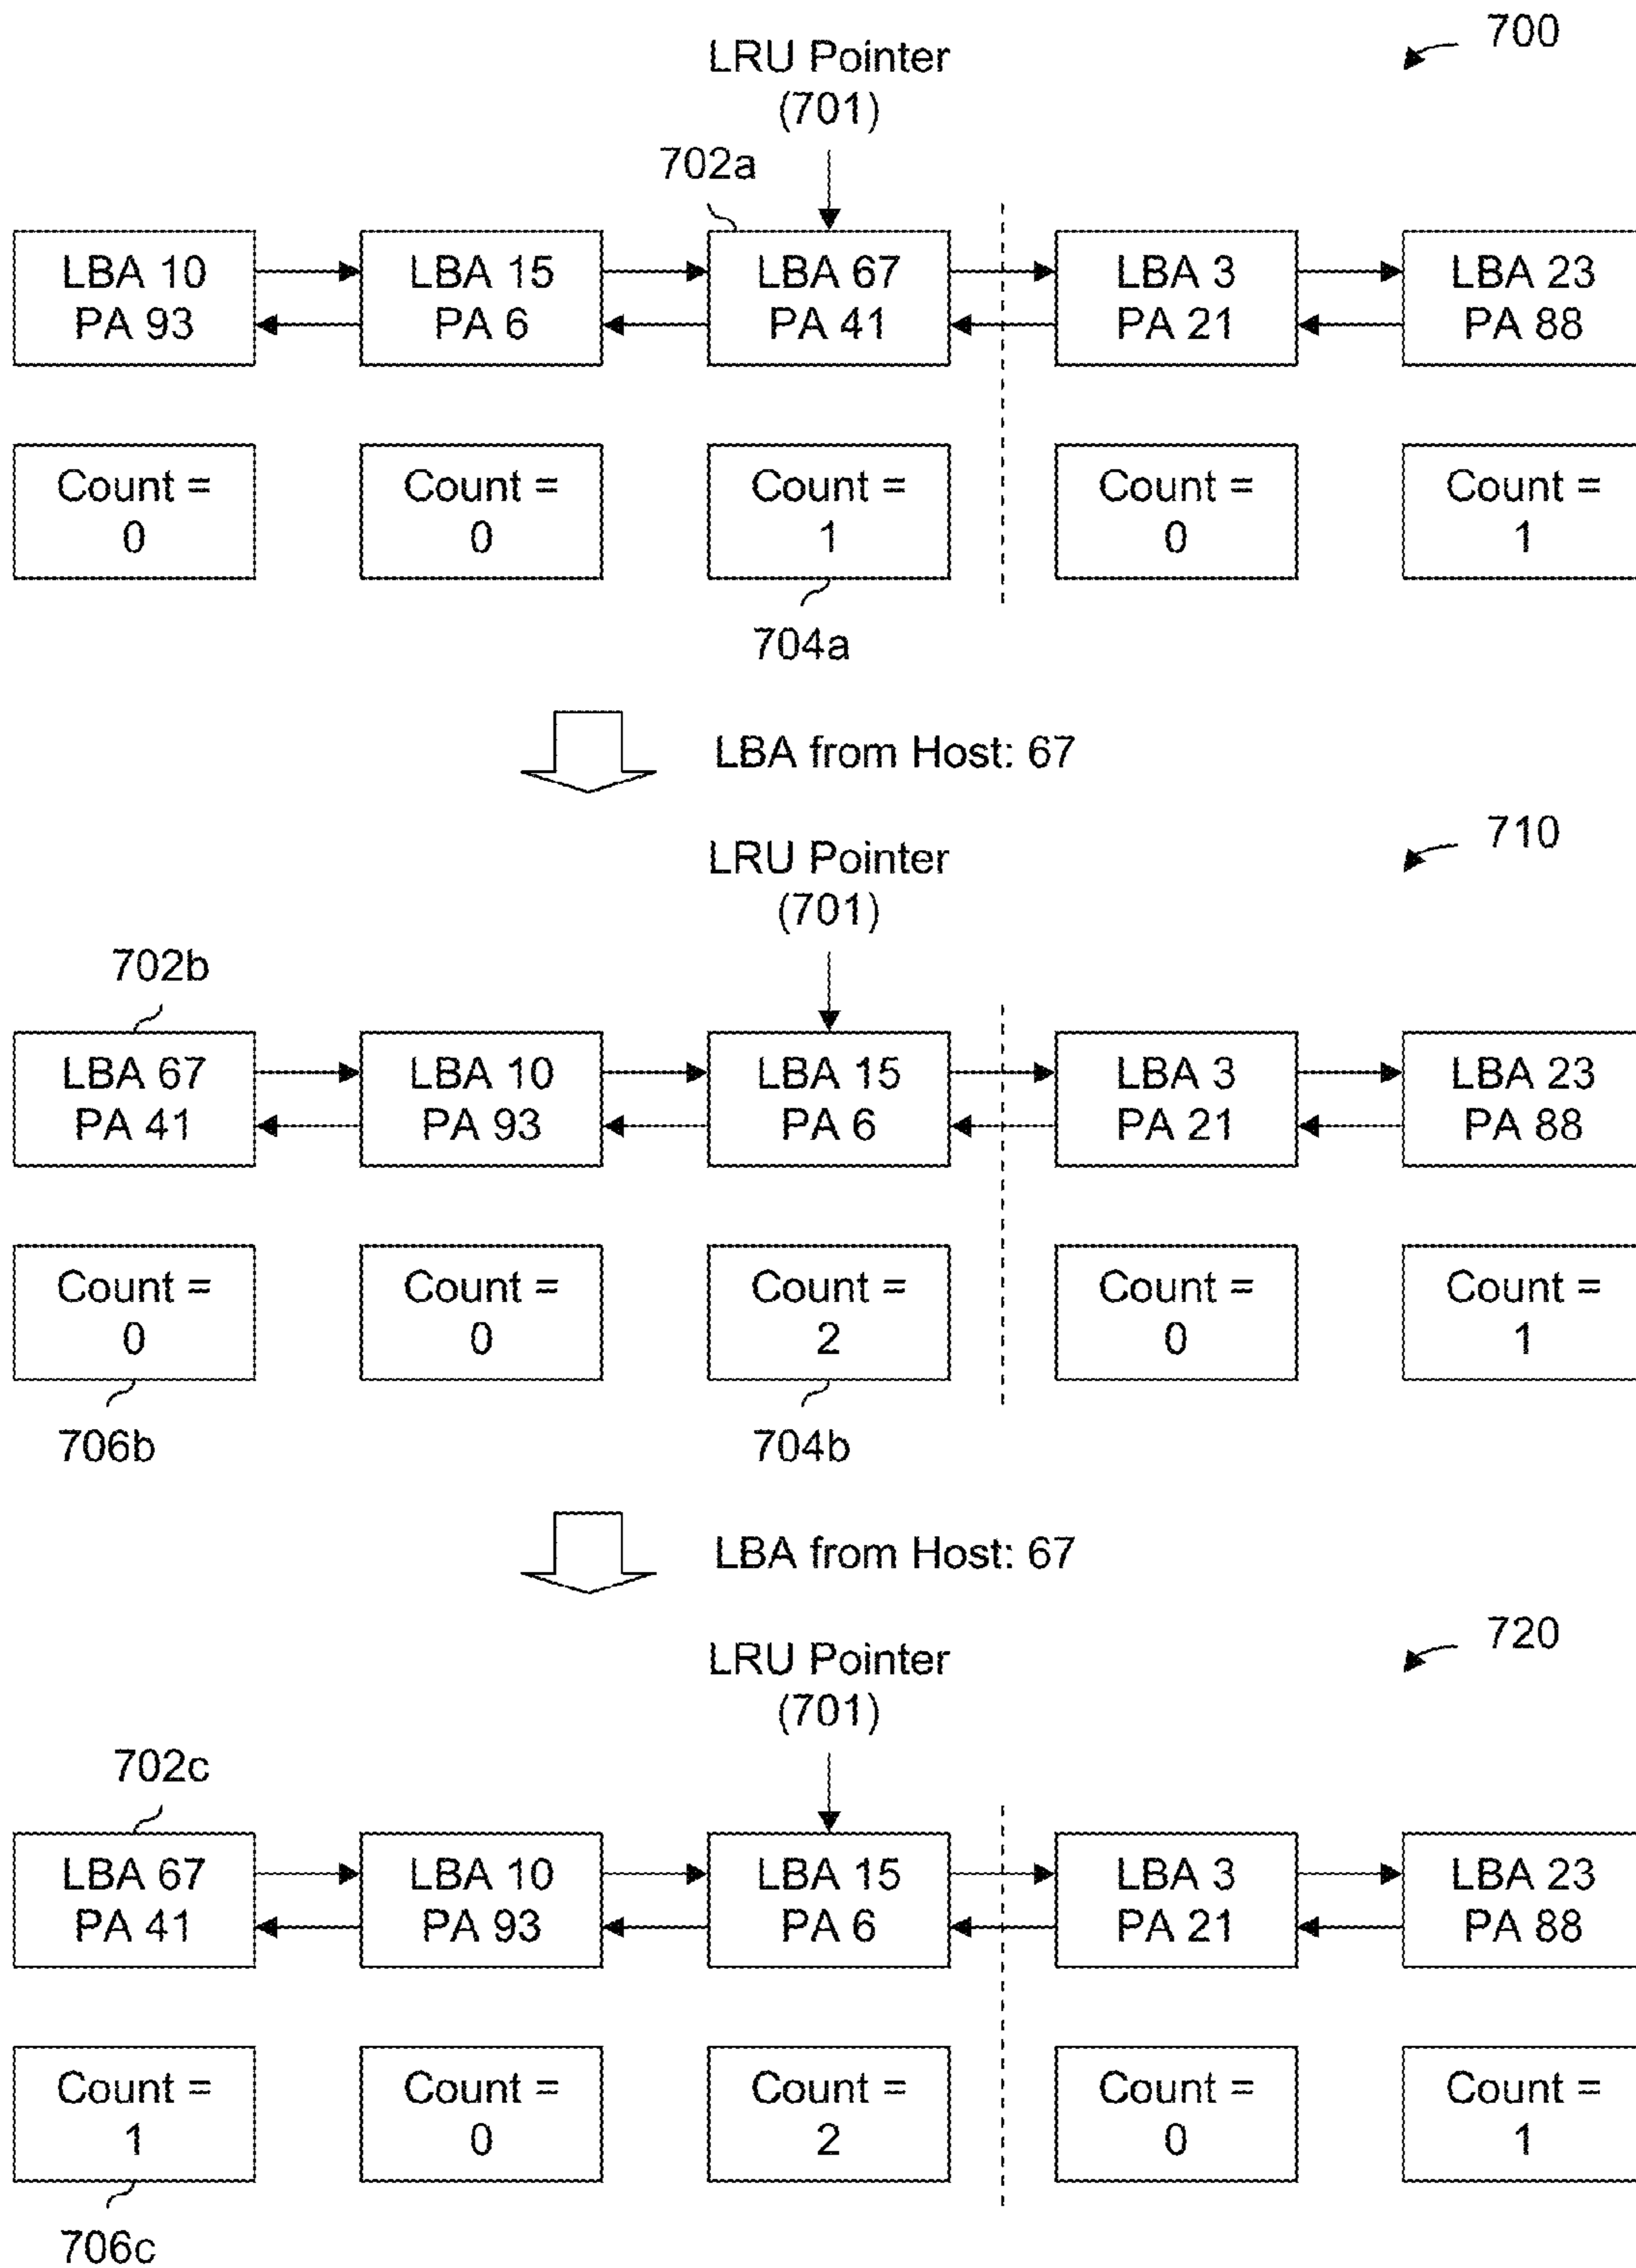 700
LRU Pointer
(701)
702a
LBA 10
PA 93
LBA 15
PA 6
LBA 67
PA 41
LBA 3
PA 21
LBA 23
PA 88
Count =
0
Count =
0
Count =
1
Count =
0
Count =
1
704a
LBA from Host: 67
710
LRU Pointer
(701)
702b
LBA 67
PA 41
LBA 10
PA 93
LBA 15
PA 6
LBA 3
PA 21
LBA 23
PA 88
Count =
0
Count =
0
Count =
2
Count =
0
Count =
1
706b
704b
LBA from Host: 67
720
LRU Pointer
(701)
702c
LBA 67
PA 41
LBA 10
PA 93
LBA 15
PA 6
LBA 3
PA 21
LBA 23
PA 88
Count =
1
Count =
0
Count =
2
Count =
0
Count =
1
706c